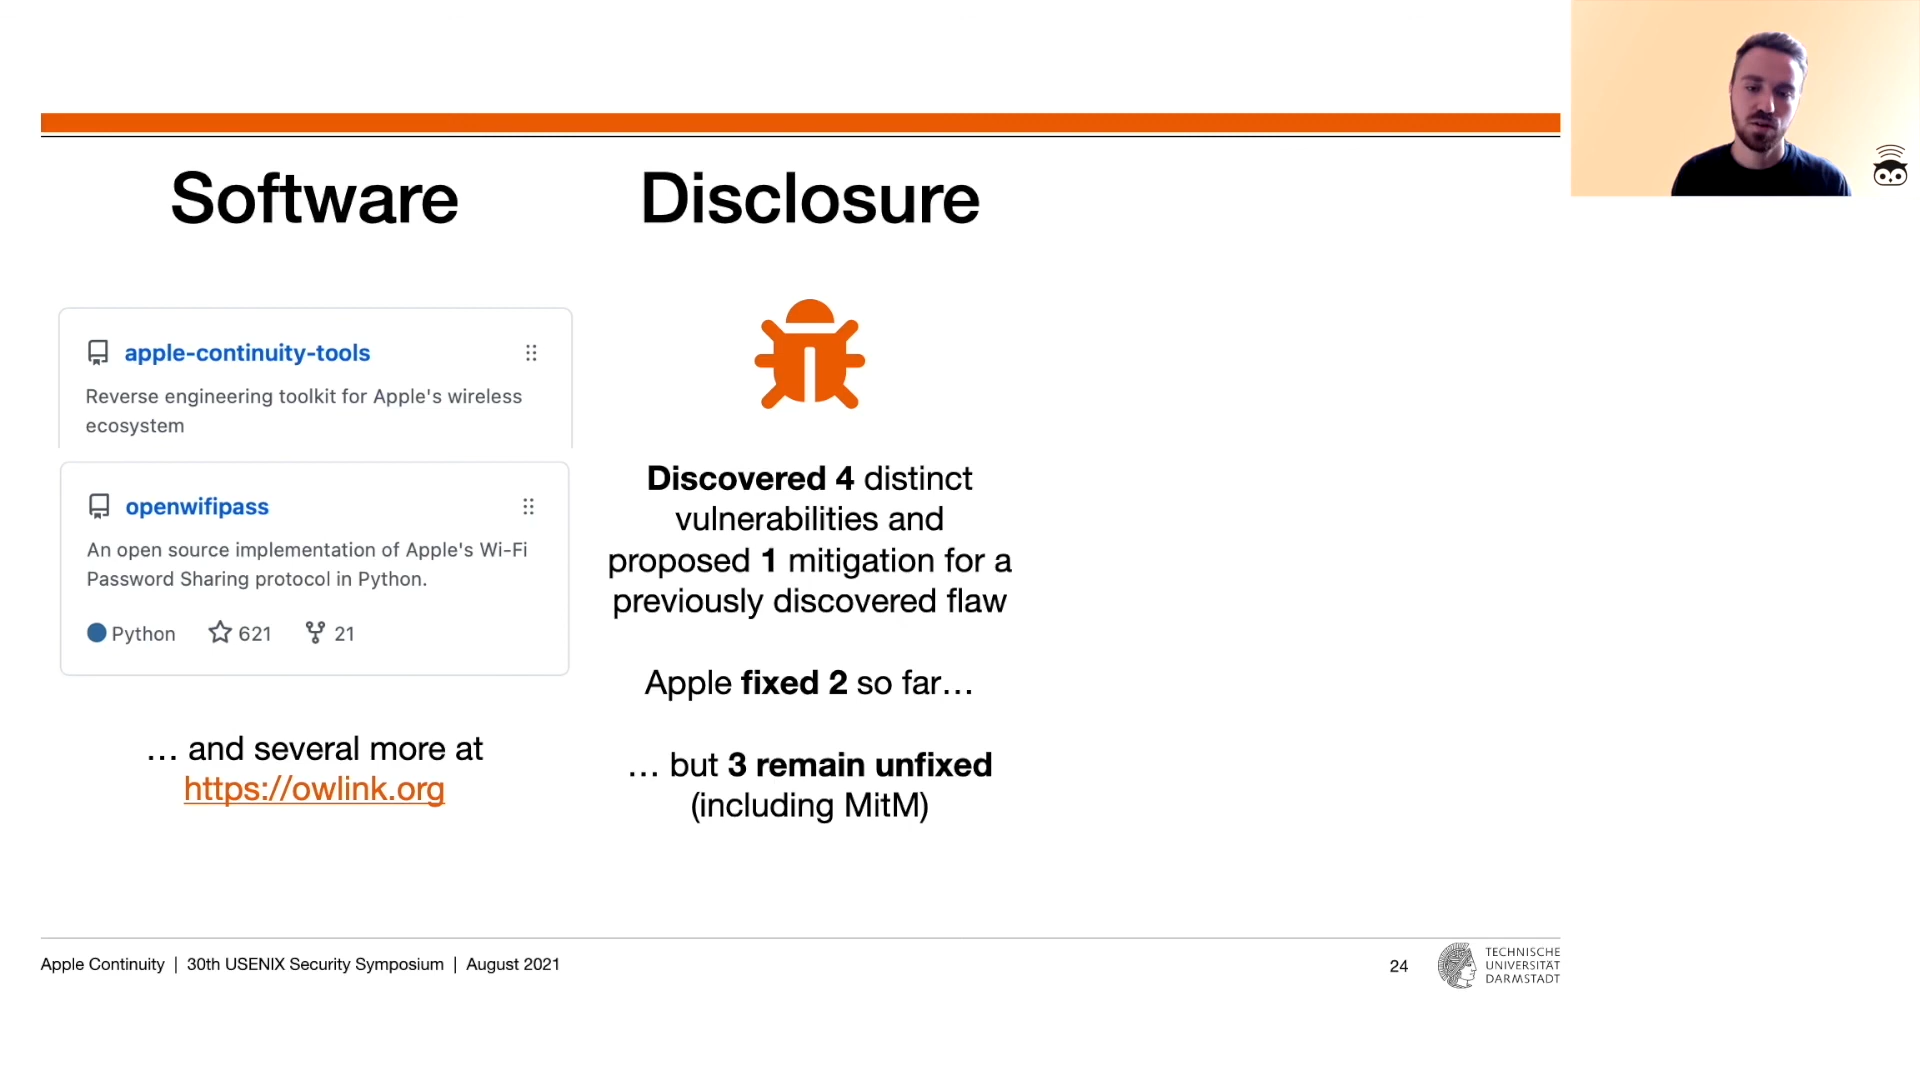 Software
apple-continuity-tools
Reverse engineering toolkit for Apple's wireless
ecosystem
openwifipass
An open source implementation of Apple's Wi-Fi
Password Sharing protocol in Python.
Python 621 21
… and several more at
https://owlink.org
Disclosure
Discovered 4 distinct
vulnerabilities and
proposed 1 mitigation for a
previously discovered flaw
Apple fixed 2 so far…
… but 3 remain unfixed
(including MitM)
Apple Continuity | 30th USENIX Security Symposium | August 2021
24
TECHNISCHE
UNIVERSITÄT
DARMSTADT